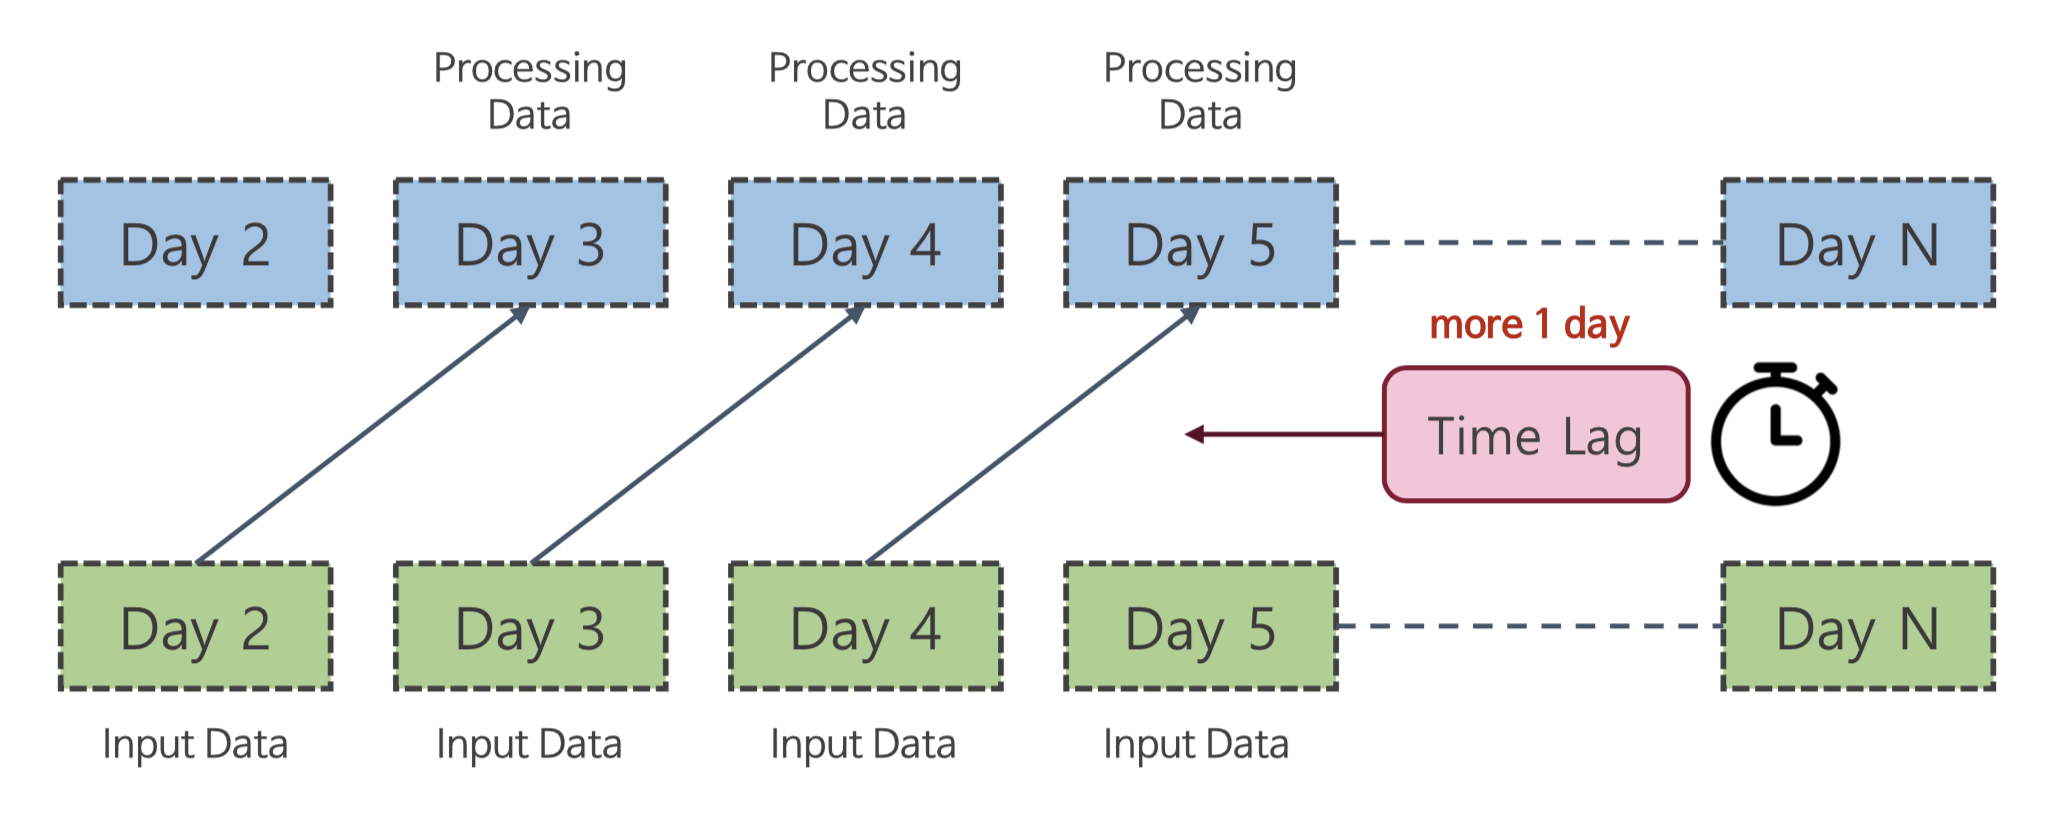 Processing
Data
Processing
Data
Processing
Data
Day 2
Day 3
Day 4
Day 5
Day N
more 1 day
Time Lag
Day 2
Day 3
Day 4
Day 5
Day N
Input Data
Input Data
Input Data
Input Data